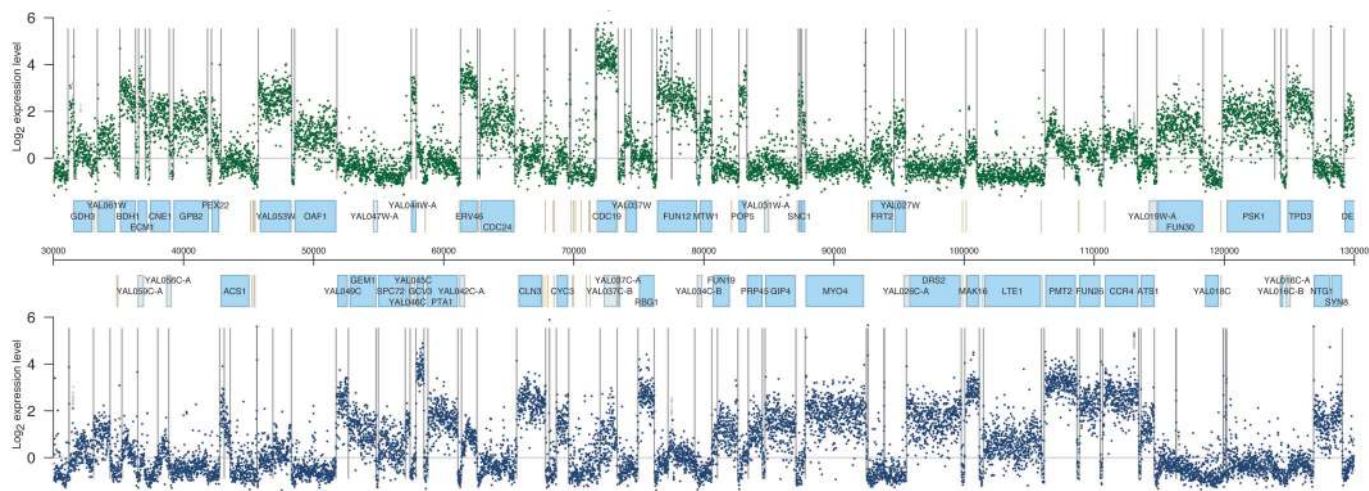 6
4
2
0
Log2 expression level
YAL061W PEX22 YAL044W-A YAL037W YAL031W-A YAL027W
GDH3 GPB2 BDH1 CNE1 YAL053W OAF1 YAL047W-A ERV46 CDC19 FUN12 MTW1 POP5 SNC1 FRT2 YAL019W-A PSK1 TPD3 DE
ECM1 CDC24 FUN30
30000 40000 50000 60000 70000 80000 90000 100000 110000 120000 130000
YAL056C-A GEM1 YAL043C YAL037C-A FUN19 DRS2 YAL016C-A
YAL059C-A ACS1 YAL049C SPC72 GCV3 YAL042C-A CLN3 CYC3 YAL037C-B YAL034C-B PRP45 GIP4 MYO4 YAL026C-A MAK16 LTE1 PMT2 FUN26 CCR4 ATS1 YAL018C YAL016C-B NTG1
YAL046C PTA1 RBG1 SYN8
6
4
2
0
Log2 expression level